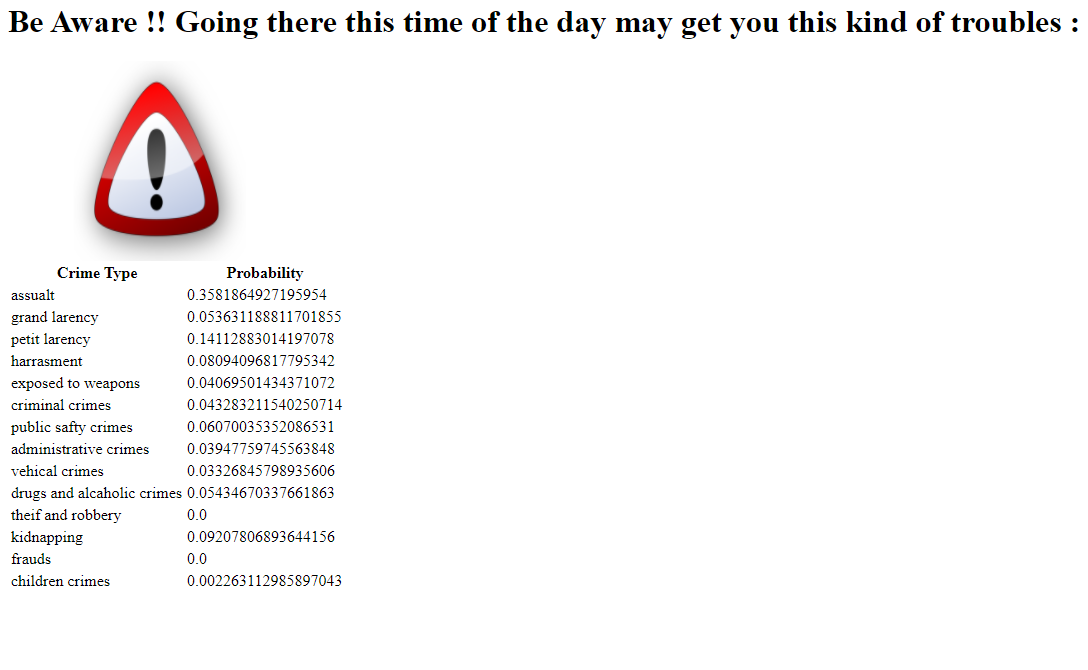 Be Aware !! Going there this time of the day may get you this kind of troubles :
Crime Type Probability
assualt 0.3581864927195954
grand larency 0.053631188811701855
petit larency 0.14112883014197078
harrasment 0.08094096817795342
exposed to weapons 0.04069501434371072
criminal crimes 0.043283211540250714
public safty crimes 0.06070035352086531
administrative crimes 0.03947759745563848
vehical crimes 0.03326845798935606
drugs and alcaholic crimes 0.05434670337661863
theif and robbery 0.0
kidnapping 0.09207806893644156
frauds 0.0
children crimes 0.002263112985897043